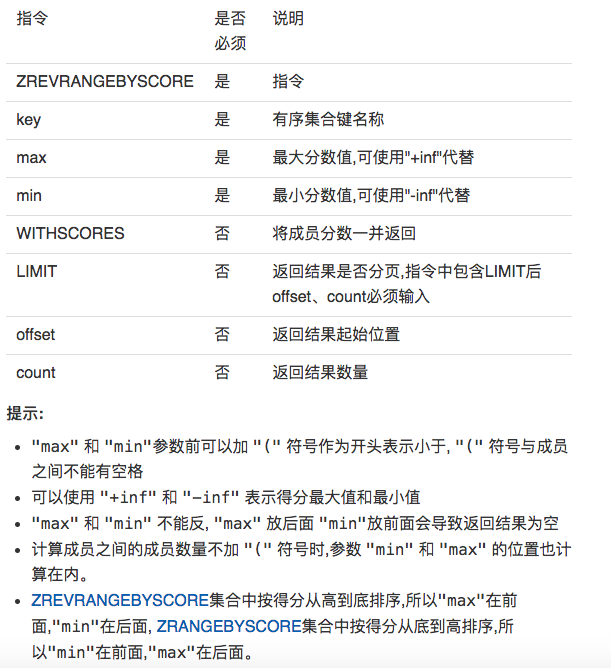 指令 是否 说明
必须
ZREVRANGEBYSCORE 是 指令
key 是 有序集合键名称
max 是 最大分数值,可使用"+inf"代替
min 是 最小分数值,可使用"-inf"代替
WITHSCORES 否 将成员分数一并返回
LIMIT 否 返回结果是否分页,指令中包含LIMIT后
offset、count必须输入
offset 否 返回结果起始位置
count 否 返回结果数量
提示:
• "max" 和 "min"参数前可以加 "(" 符号作为开头表示小于, "(" 符号与成员
之间不能有空格
• 可以使用 "+inf" 和 "-inf" 表示得分最大值和最小值
• "max" 和 "min" 不能反, "max" 放后面 "min"放前面会导致返回结果为空
• 计算成员之间的成员数量不加 "(" 符号时,参数 "min" 和 "max" 的位置也计
算在内。
• ZREVRANGEBYSCORE集合中按得分从高到底排序,所以"max"在前
面,"min"在后面, ZRANGEBYSCORE集合中按得分从底到高排序,所
以"min"在前面,"max"在后面。